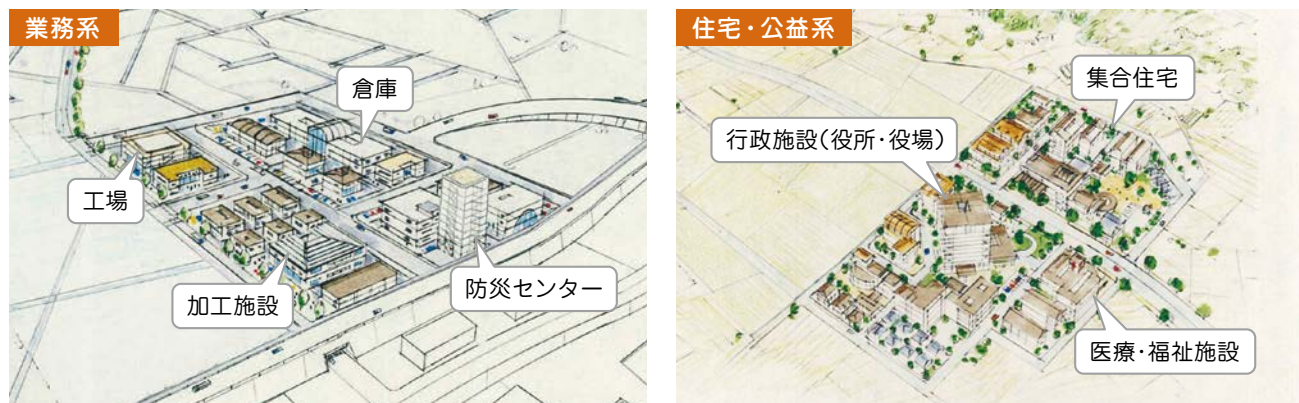 業務系
倉庫
工場
加工施設
防災センター
住宅・公益系
集合住宅
行政施設（役所・役場）
医療・福祉施設